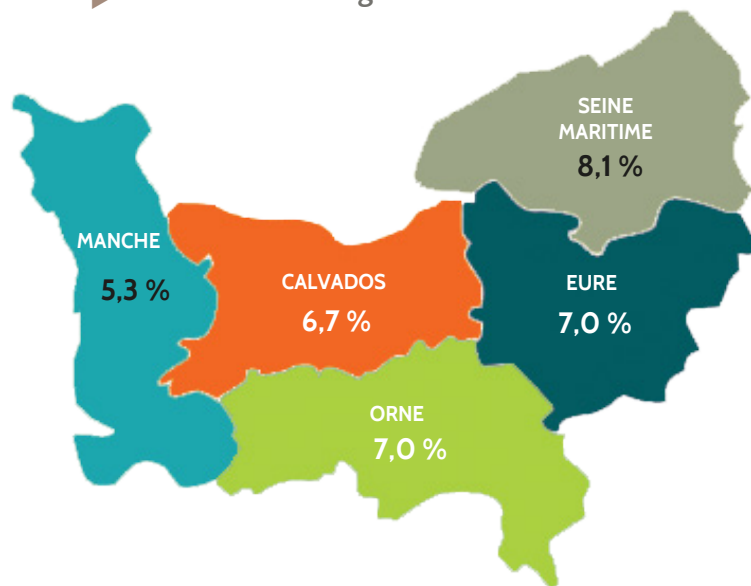 SEINE
MARITIME
8,1 %
MANCHE
5,3 %
CALVADOS
6,7 %
EURE
7,0 %
ORNE
7,0 %